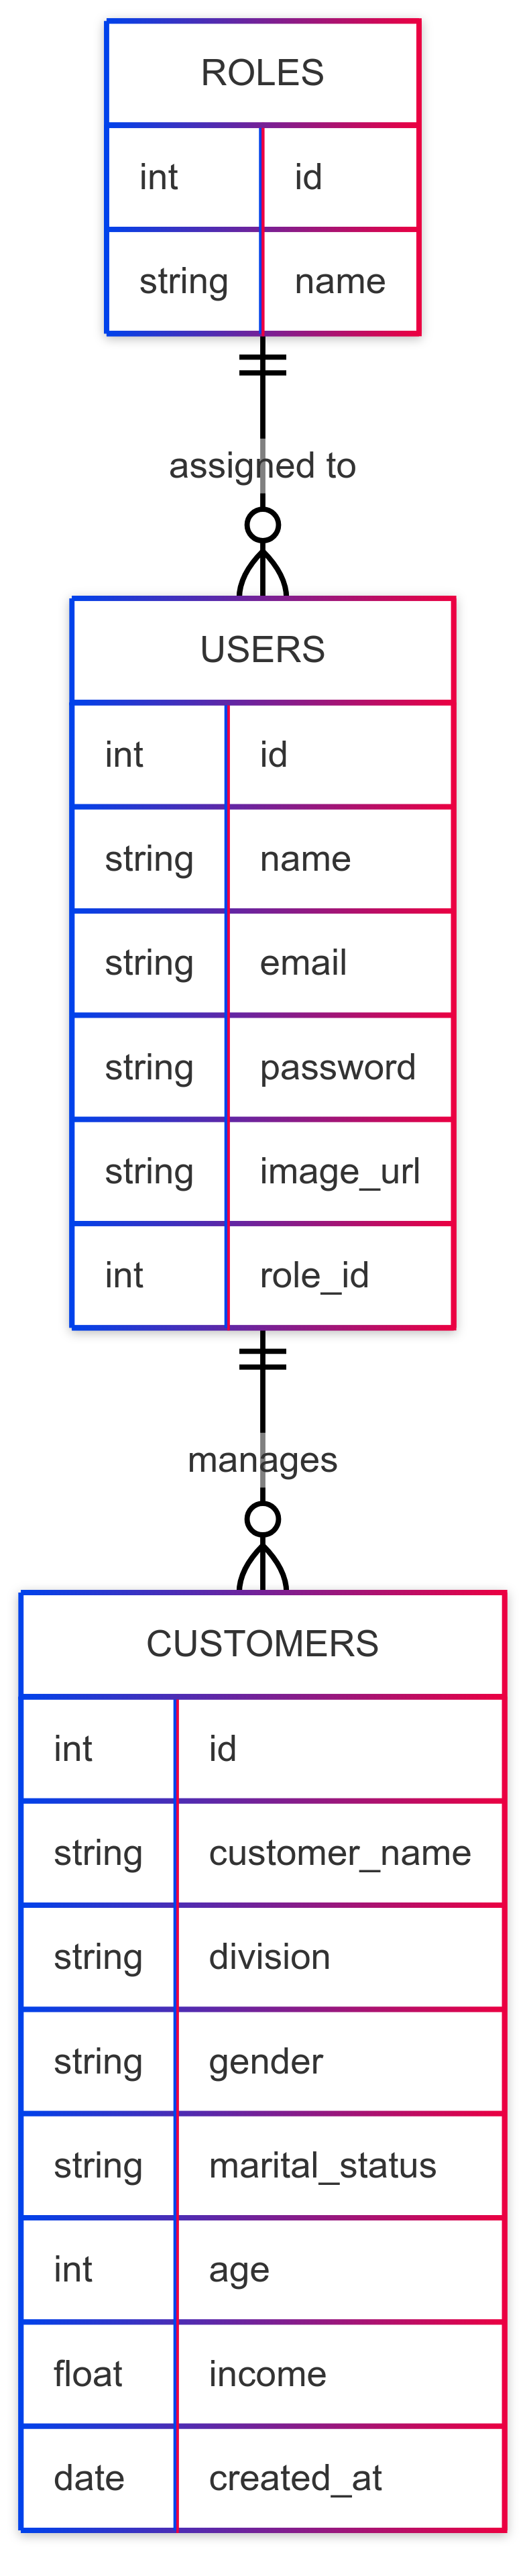 ROLES
int id
string name
assigned to
USERS
int id
string name
string email
string password
string image_url
int role_id
manages
CUSTOMERS
int id
string customer_name
string division
string gender
string marital_status
int age
float income
date created_at